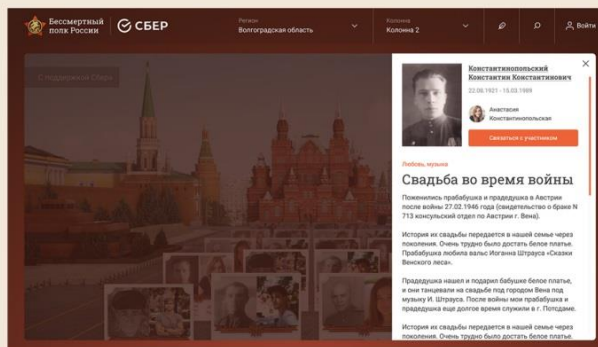 Бессмертный
полк России
СБЕР
Регион
Волгоградская область
Колонна
Колонна 2
Войти
С поддержкой Сбера
Константинопольский
Константин Константинович
22.06.1921 - 15.03.1989
Анастасия
Константинопольская
Связаться с участником
Любовь, музыка
Свадьба во время войны
Поженились прабабушка и прадедушка в Австрии
после войны 27.02.1946 года (свидетельство о браке N
713 консульский отдел по Австрии г. Вена).
История их свадьбы передается в нашей семье через
поколения. Очень трудно было достать белое платье.
Прабабушка любила вальс Иоганна Штрауса «Сказки
Венского леса».
Прадедушка нашел и подарил бабушке белое платье,
и они танцевали на свадьбе под городом Вена под
музыку И. Штрауса. После войны мои прабабушка и
прадедушка еще долгое время служили в г. Потсдаме.
История их свадьбы передается в нашей семье через
поколения. Очень трудно было достать белое платье.